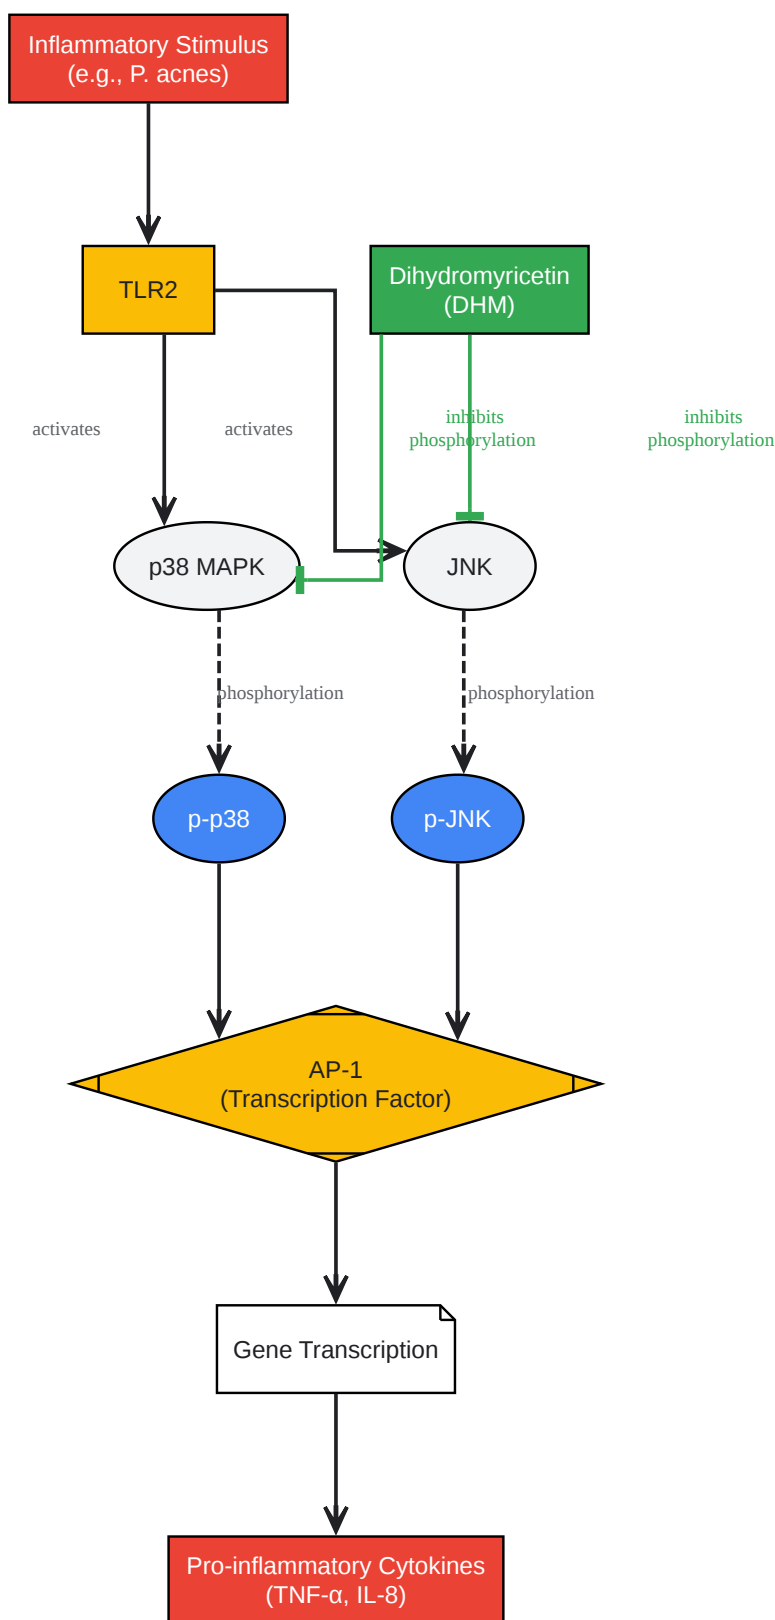 Inflammatory Stimulus
(e.g., P. acnes)
TLR2
Dihydromyricetin
(DHM)
activates
activates
inhibits
phosphorylation
inhibits
phosphorylation
p38 MAPK
JNK
phosphorylation
phosphorylation
p-p38
p-JNK
AP-1
(Transcription Factor)
Gene Transcription
Pro-inflammatory Cytokines
(TNF-α, IL-8)